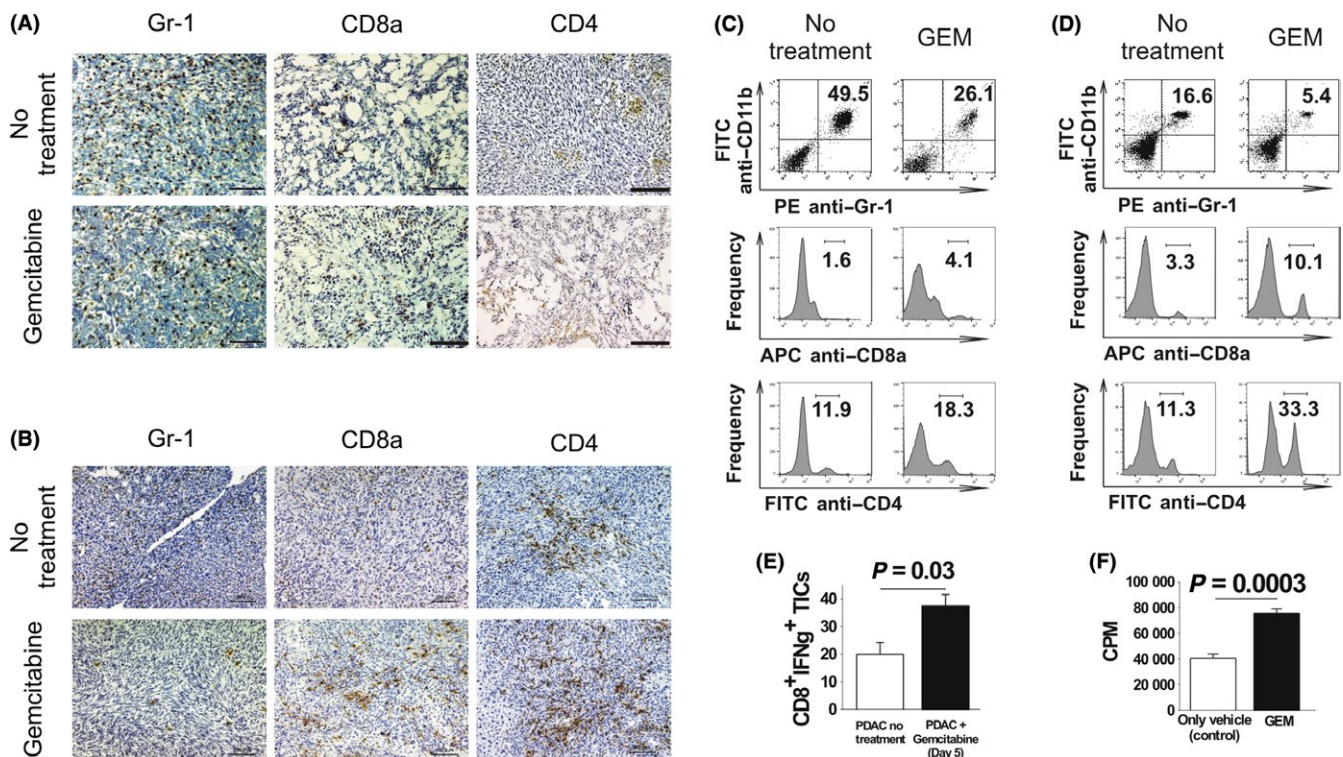 (A)
Gr-1 CD8a CD4
No treatment
Gemcitabine
(B)
Gr-1 CD8a CD4
No treatment
Gemcitabine
(C)
No treatment GEM
FITC anti–CD11b
49.5 26.1
PE anti–Gr-1
Frequency
1.6 4.1
APC anti–CD8a
Frequency
11.9 18.3
FITC anti–CD4
(D)
No treatment GEM
FITC anti–CD11b
16.6 5.4
PE anti–Gr-1
Frequency
3.3 10.1
APC anti–CD8a
Frequency
11.3 33.3
FITC anti–CD4
(E)
P = 0.03
CD8+IFNg+ TICs
40
30
20
10
0
PDAC no treatment
PDAC + Gemcitabine (Day 5)
(F)
P = 0.0003
CPM
100 000
80 000
60 000
40 000
20 000
0
Only vehicle (control)
GEM